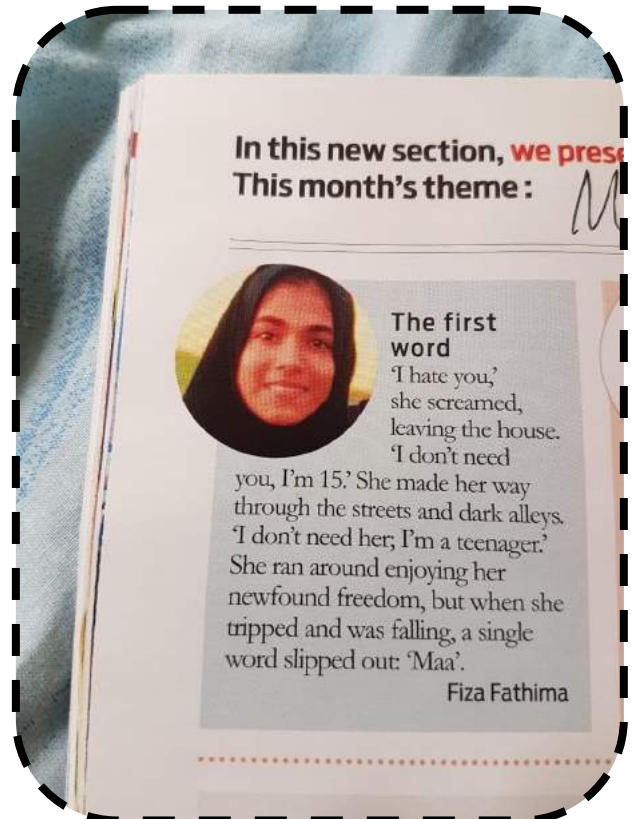 In this new section, we prese
This month's theme :
The first
word
'I hate you,'
she screamed,
leaving the house.
'I don't need
you, I'm 15.' She made her way
through the streets and dark alleys.
'I don't need her; I'm a teenager.'
She ran around enjoying her
newfound freedom, but when she
tripped and was falling, a single
word slipped out: 'Maa'.
Fiza Fathima